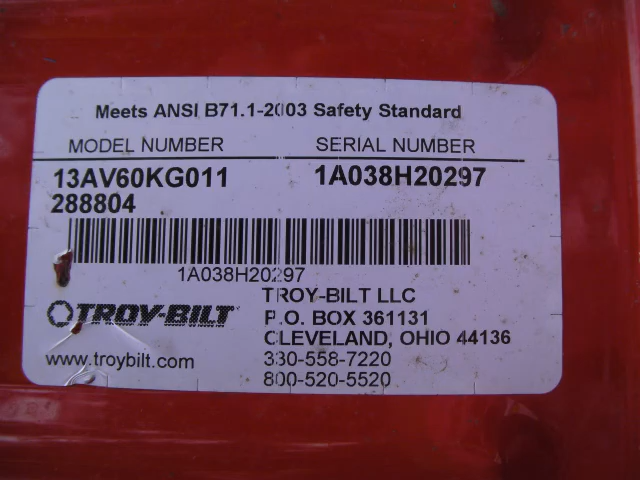 Meets ANSI B71.1-2003 Safety Standard
MODEL NUMBER SERIAL NUMBER
13AV60KG011 1A038H20297
288804
1A038H20297
TROY-BILT
www.troybilt.com
TROY-BILT LLC
P.O. BOX 361131
CLEVELAND, OHIO 44136
330-558-7220
800-520-5520